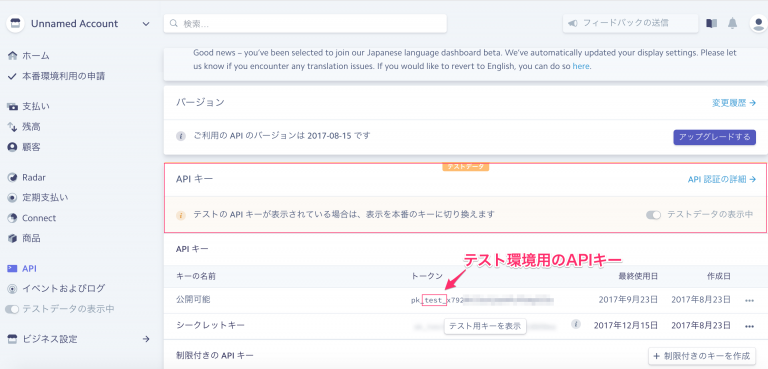 Unnamed Account
検索...
フィードバックの送信
Good news – you've been selected to join our Japanese language dashboard beta. We've automatically updated your display settings. Please let
us know if you encounter any translation issues. If you would like to revert to English, you can do so here.
ホーム
本番環境利用の申請
支払い
残高
顧客
Radar
定期支払い
Connect
商品
API
イベントおよびログ
テストデータの表示中
ビジネス設定
バージョン
変更履歴
ご利用の API のバージョンは 2017-08-15 です
アップグレードする
テストデータ
API キー
API 認証の詳細
テストの API キーが表示されている場合は、表示を本番のキーに切り換えます
テストデータの表示中
API キー
テスト環境用のAPIキー
キーの名前
トークン
最終使用日
作成日
公開可能
pk_test_x792
2017年9月23日
2017年8月23日
シークレットキー
テスト用キーを表示
2017年12月15日
2017年8月23日
制限付きの API キー
+ 制限付きのキーを作成